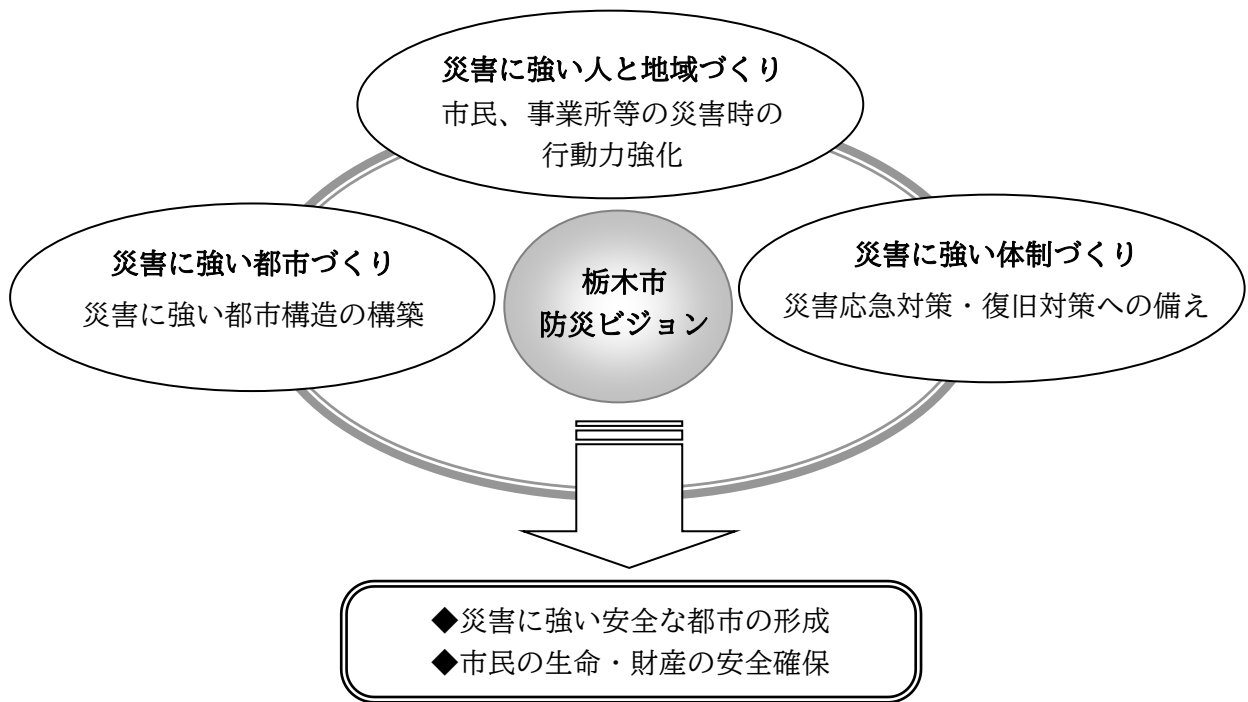 災害に強い人と地域づくり
市民、事業所等の災害時の
行動力強化
災害に強い都市づくり
災害に強い都市構造の構築
栃木市
防災ビジョン
災害に強い体制づくり
災害応急対策・復旧対策への備え
◆災害に強い安全な都市の形成
◆市民の生命・財産の安全確保